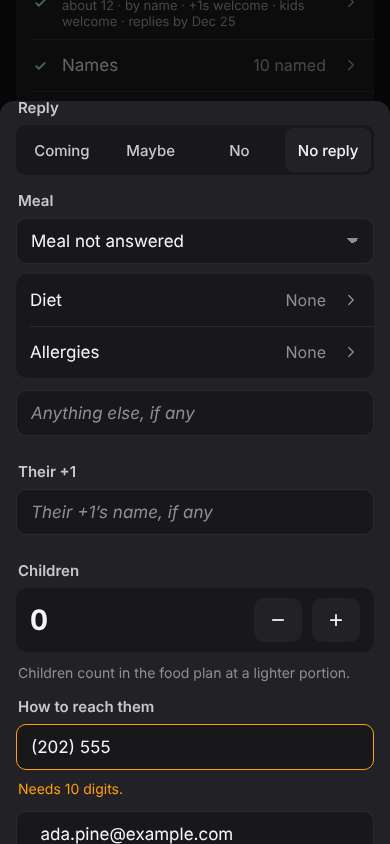 about 12 · by name · +1s welcome · kids
welcome · replies by Dec 25
Names 10 named
Reply
Coming Maybe No No reply
Meal
Meal not answered
Diet None
Allergies None
Anything else, if any
Their +1
Their +1's name, if any
Children
0 − +
Children count in the food plan at a lighter portion.
How to reach them
(202) 555
Needs 10 digits.
ada.pine@example.com